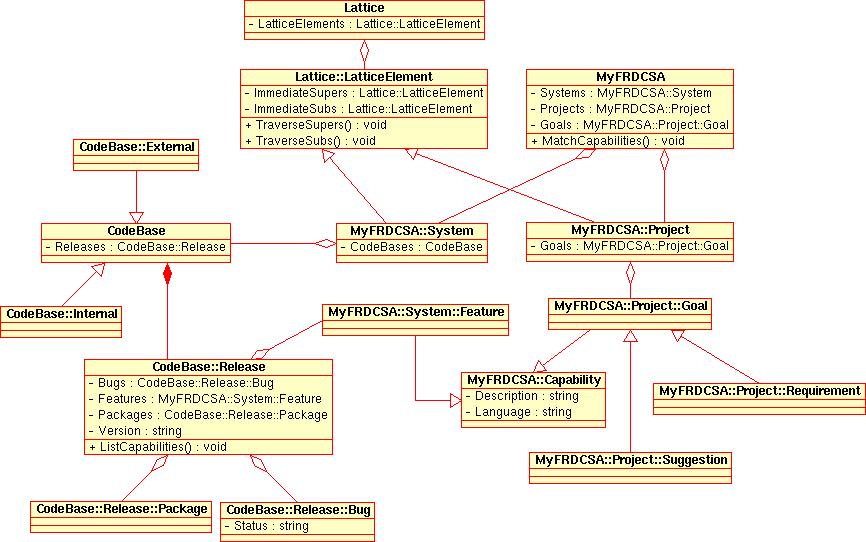 Lattice
- LatticeElements : Lattice::LatticeElement
Lattice::LatticeElement
- ImmediateSupers : Lattice::LatticeElement
- ImmediateSubs : Lattice::LatticeElement
+ TraverseSupers() : void
+ TraverseSubs() : void
MyFRDCSA
- Systems : MyFRDCSA::System
- Projects : MyFRDCSA::Project
- Goals : MyFRDCSA::Project::Goal
+ MatchCapabilities() : void
CodeBase::External
CodeBase
- Releases : CodeBase::Release
MyFRDCSA::System
- CodeBases : CodeBase
MyFRDCSA::Project
- Goals : MyFRDCSA::Project::Goal
CodeBase::Internal
MyFRDCSA::System::Feature
MyFRDCSA::Project::Goal
CodeBase::Release
- Bugs : CodeBase::Release::Bug
- Features : MyFRDCSA::System::Feature
- Packages : CodeBase::Release::Package
- Version : string
+ ListCapabilities() : void
MyFRDCSA::Capability
- Description : string
- Language : string
MyFRDCSA::Project::Requirement
MyFRDCSA::Project::Suggestion
CodeBase::Release::Package
CodeBase::Release::Bug
- Status : string